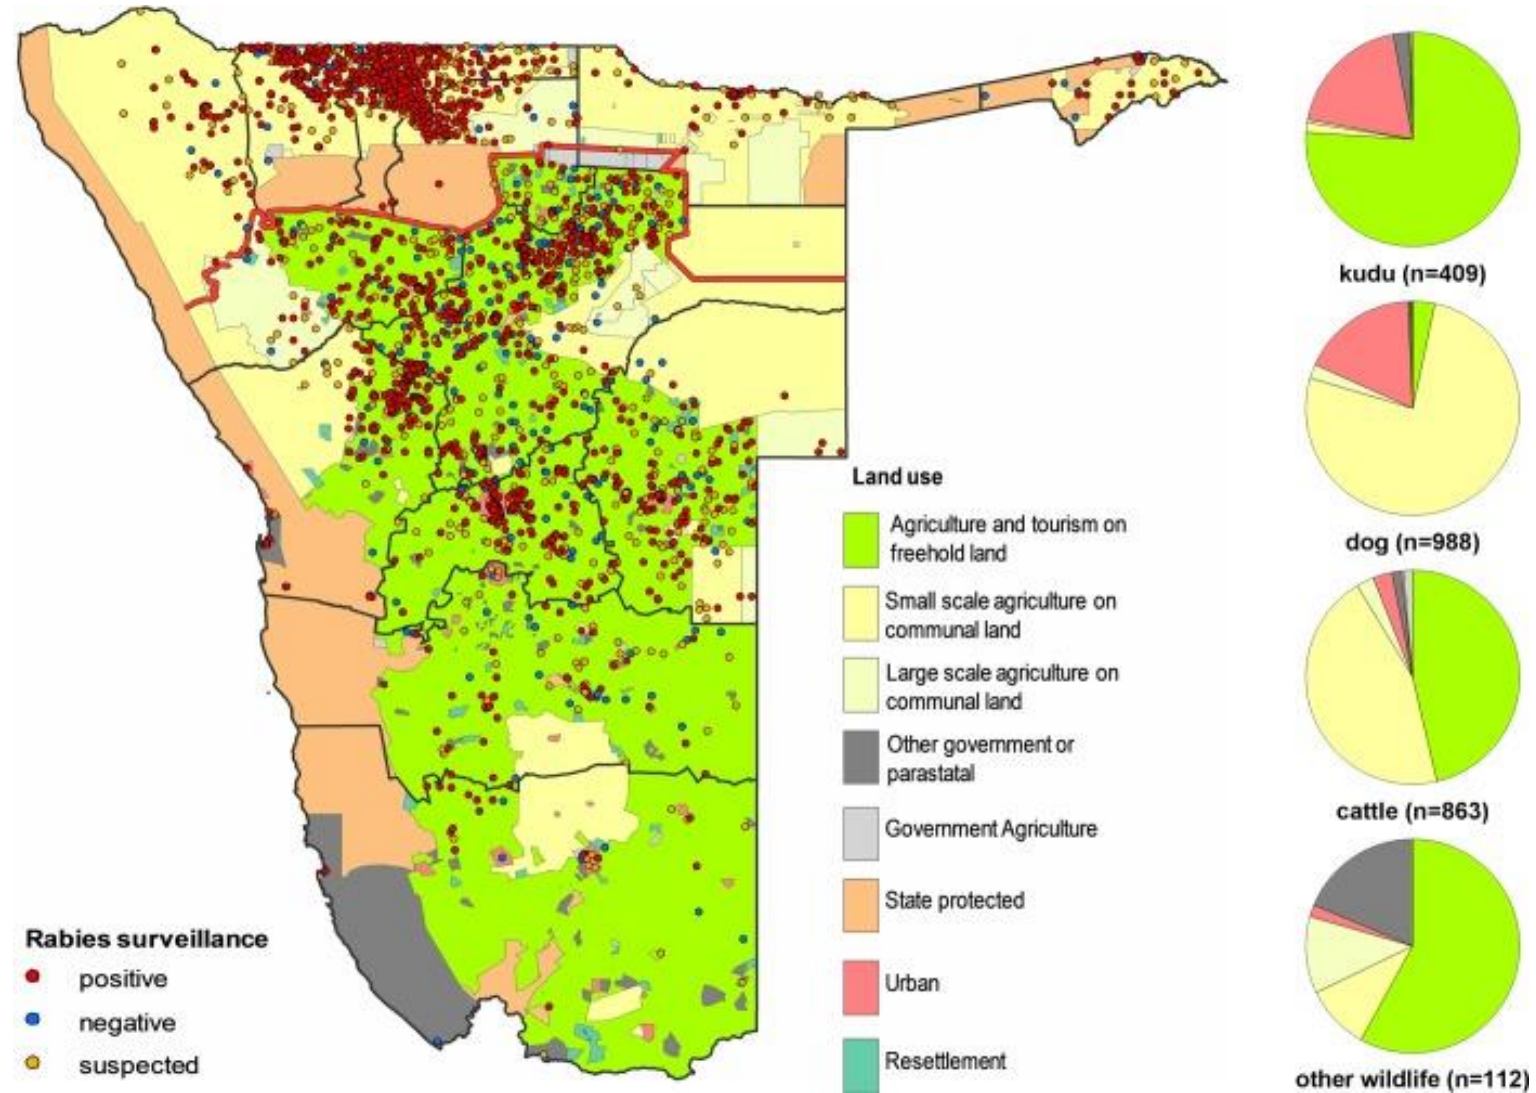 kudu (n=409)
dog (n=988)
cattle (n=863)
other wildlife (n=112)
Land use
Agriculture and tourism on
freehold land
Small scale agriculture on
communal land
Large scale agriculture on
communal land
Other government or
parastatal
Government Agriculture
State protected
Urban
Resettlement
Rabies surveillance
positive
negative
suspected